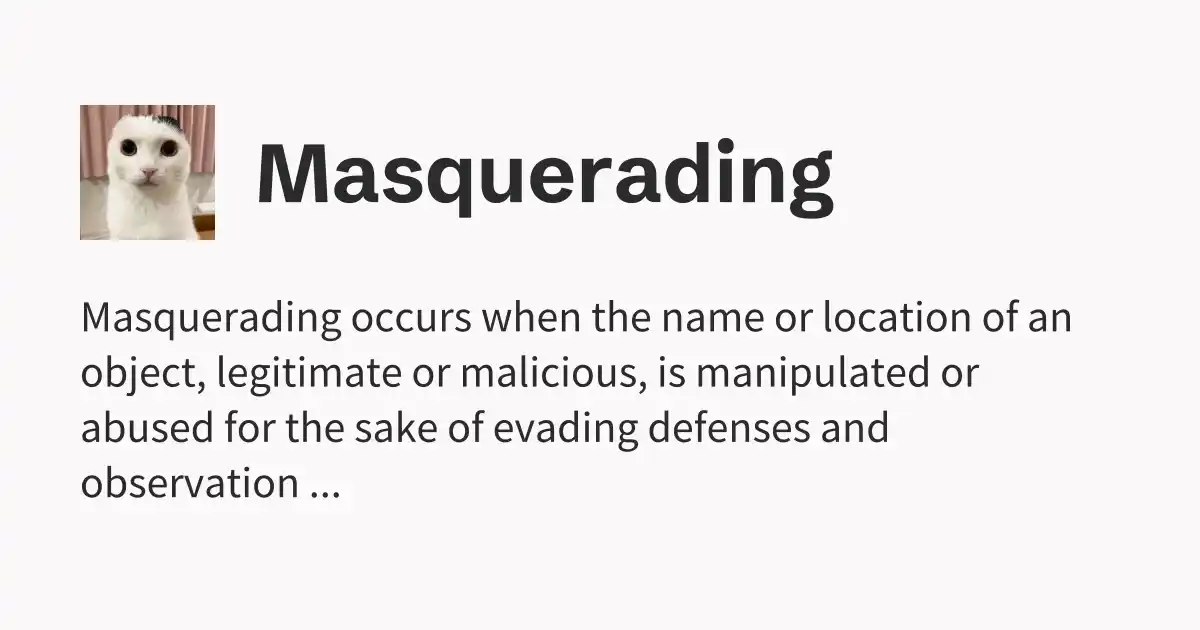 Masquerading
Masquerading occurs when the name or location of an
object, legitimate or malicious, is manipulated or
abused for the sake of evading defenses and
observation ...